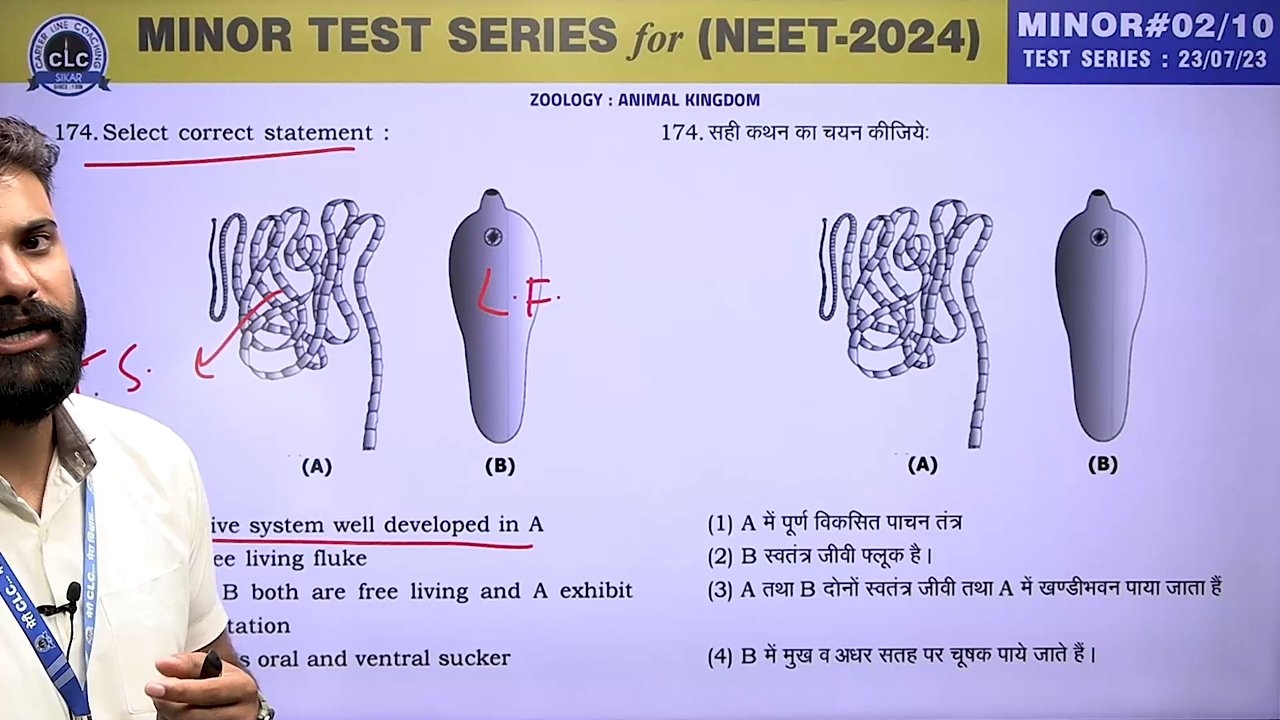 CAREER LINE COACHING
CLC
SIKAR
MINOR TEST SERIES for (NEET-2024)
MINOR#02/10
TEST SERIES : 23/07/23
ZOOLOGY : ANIMAL KINGDOM
174. Select correct statement :
L.F.
S.
(A)
(B)
ive system well developed in A
ee living fluke
B both are free living and A exhibit
tation
s oral and ventral sucker
174. सही कथन का चयन कीजियेः
(A)
(B)
(1) A में पूर्ण विकसित पाचन तंत्र
(2) B स्वतंत्र जीवी फ्लूक है।
(3) A तथा B दोनों स्वतंत्र जीवी तथा A में खण्डीभवन पाया जाता हैं
(4) B में मुख व अधर सतह पर चूषक पाये जाते हैं।